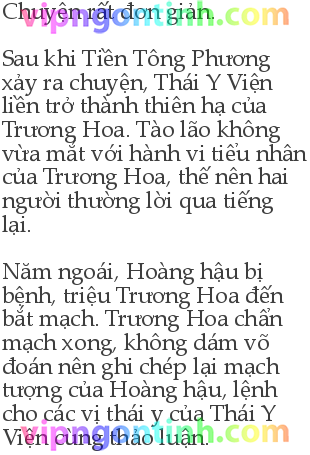 Chuyện rất đơn giản.
vipngontinh.com
Sau khi Tiền Tông Phương
xảy ra chuyện, Thái Y Viện
liền trở thành thiên hạ của
Trương Hoa. Tào lão không
vừa mắt với hành vi tiểu nhân
của Trương Hoa, thế nên hai
người thường lời qua tiếng
lại.
Năm ngoái, Hoàng hậu bị
bệnh, triệu Trương Hoa đến
bắt mạch. Trương Hoa chẩn
mạch xong, không dám võ
đoán nên ghi chép lại mạch
tượng của Hoàng hậu, lệnh
cho các vị thái y của Thái Y
Viện cùng thảo luận.
vipngontinh.com